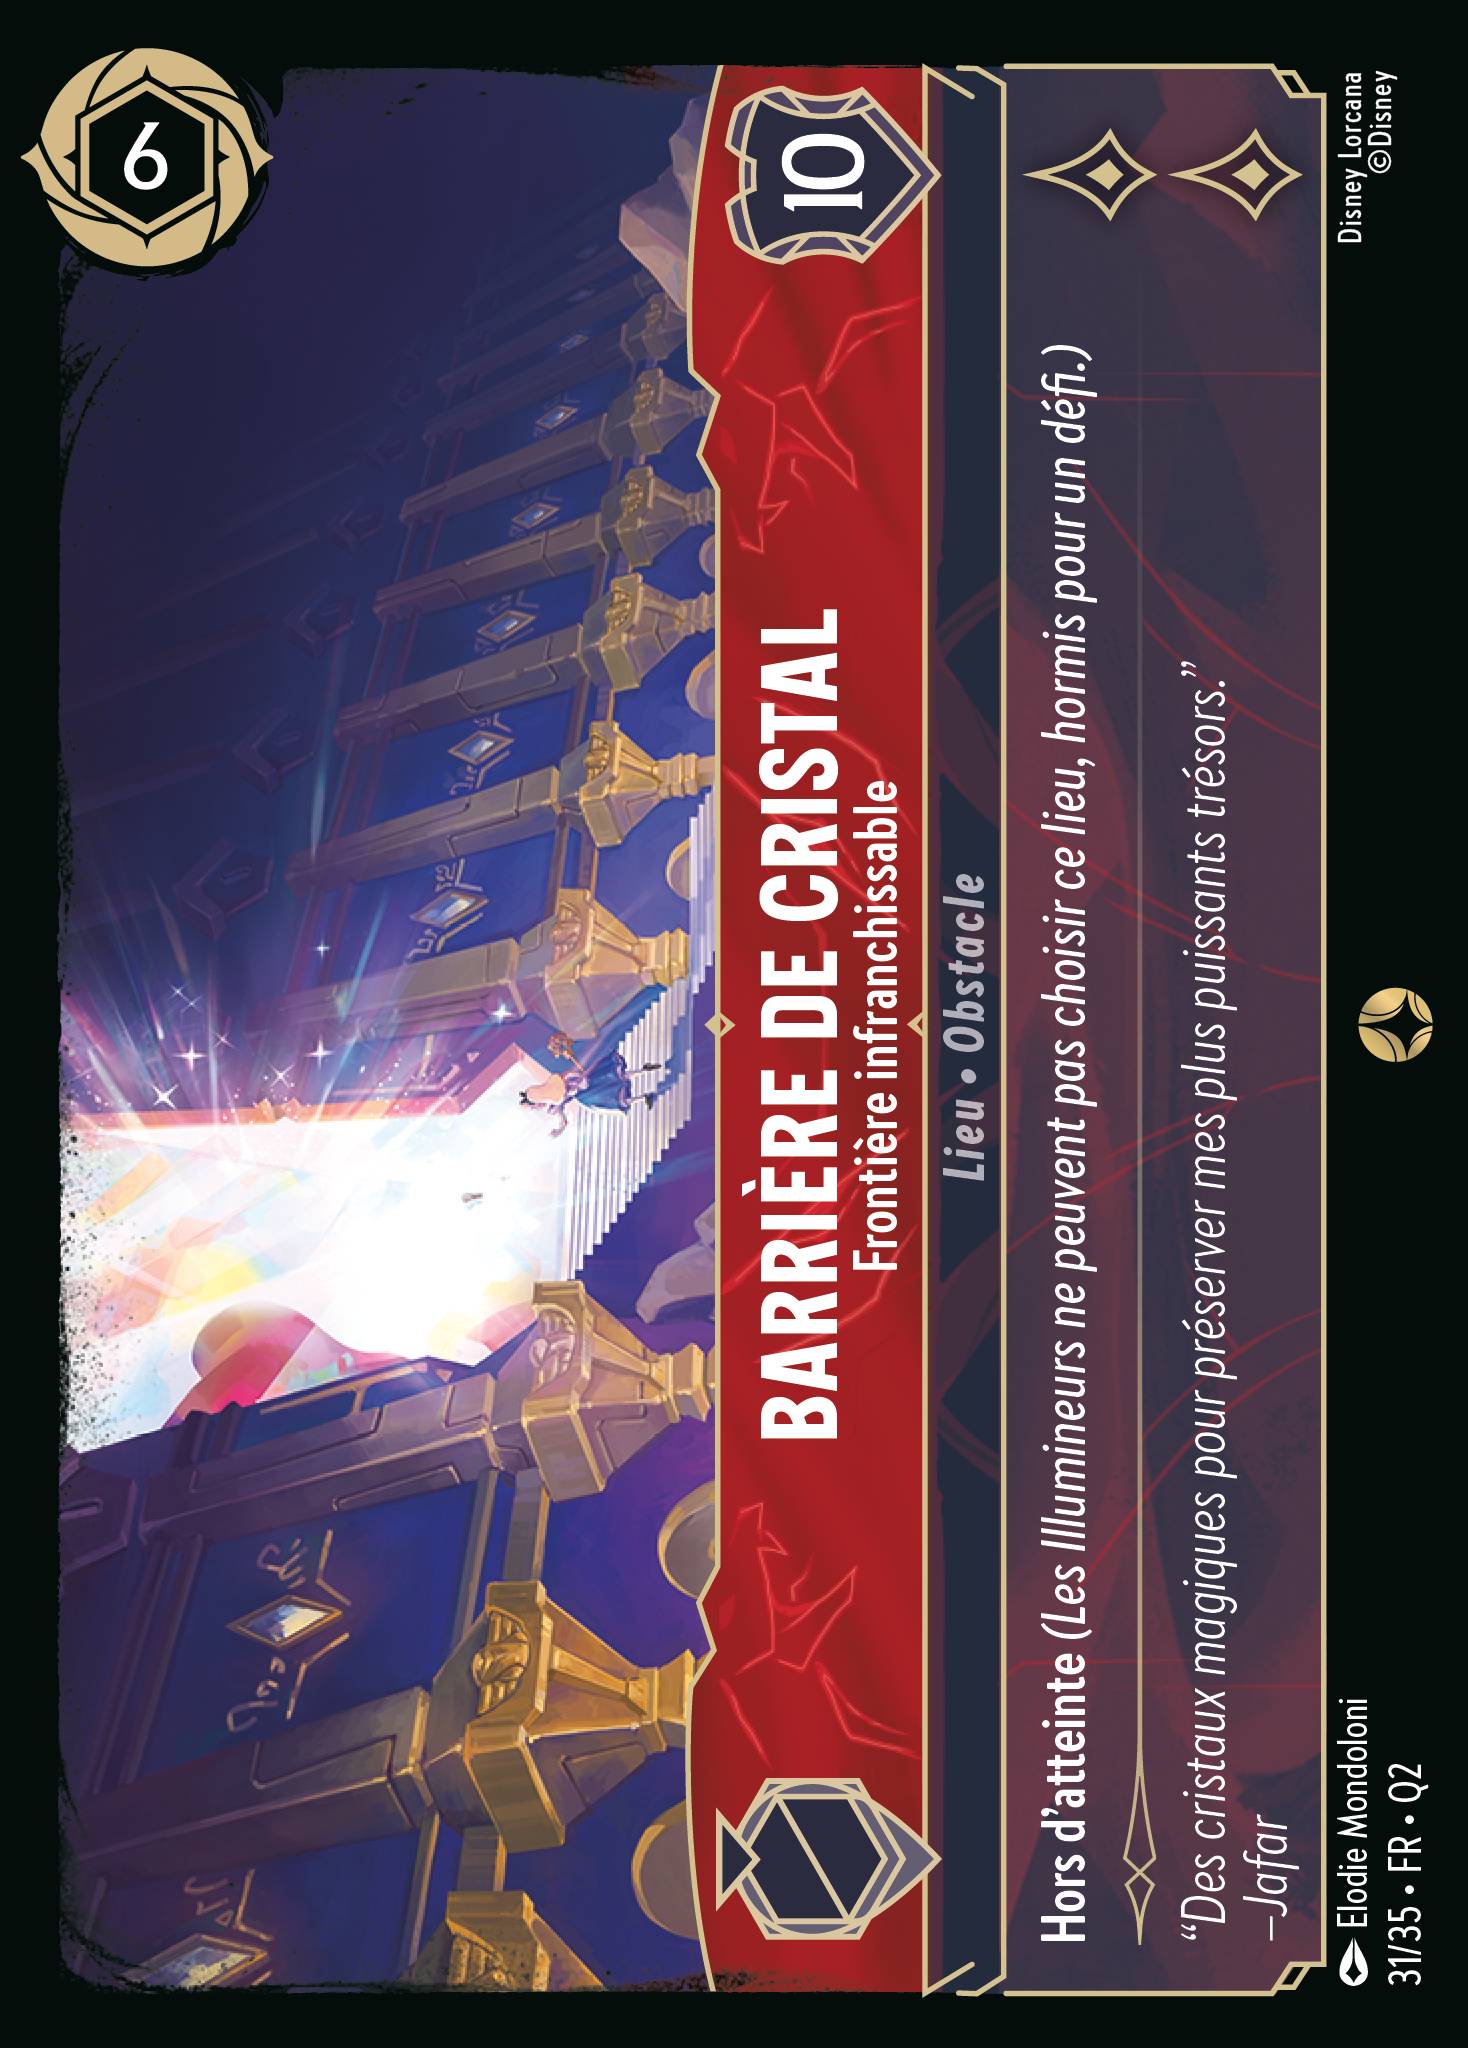 6
10
BARRIÈRE DE CRISTAL
Frontière infranchissable
Lieu • Obstacle
Hors d'atteinte (Les Illumineurs ne peuvent pas choisir ce lieu, hormis pour un défi.)
“Des cristaux magiques pour préserver mes plus puissants trésors.”
—Jafar
Elodie Mondoloni
31/35 • FR • Q2
Disney Lorcana
©Disney